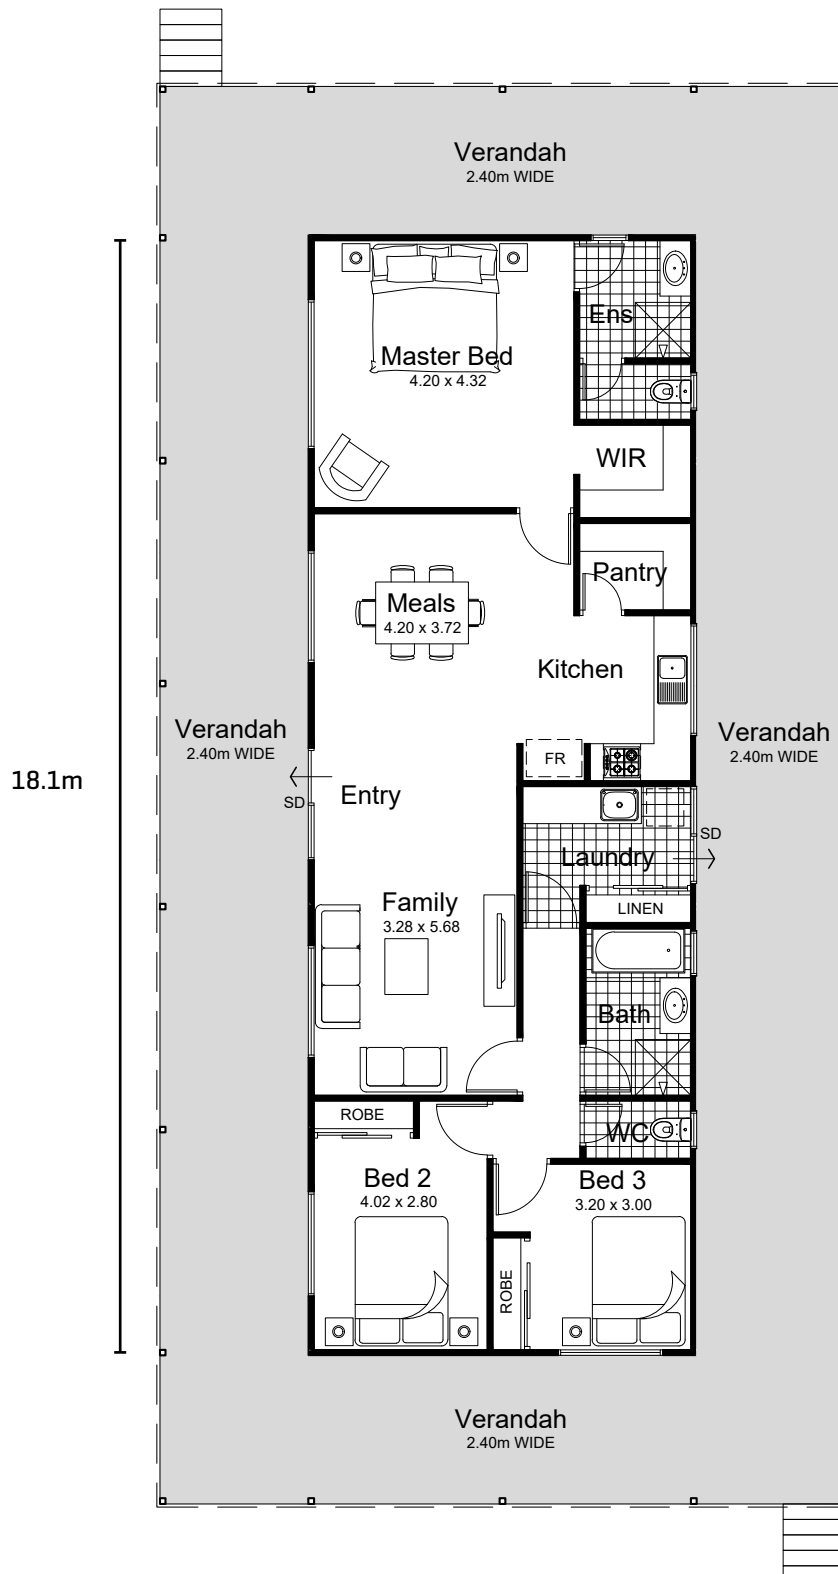 Verandah
2.40m WIDE
Ens
Master Bed
4.20 x 4.32
WIR
Pantry
Meals
4.20 x 3.72
Kitchen
Verandah
2.40m WIDE
Verandah
2.40m WIDE
FR
18.1m
Entry
SD
SD
Laundry
Family
3.28 x 5.68
LINEN
Bath
ROBE
WC
Bed 2
4.02 x 2.80
Bed 3
3.20 x 3.00
ROBE
Verandah
2.40m WIDE